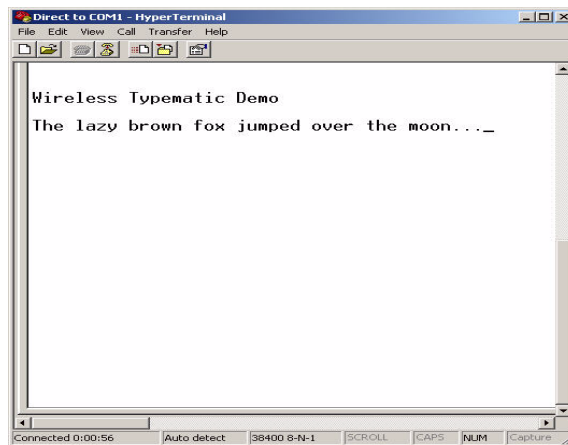 Direct to COM1 - HyperTerminal
File Edit View Call Transfer Help
Wireless Typematic Demo
The lazy brown fox jumped over the moon..._
Connected 0:00:56 Auto detect 38400 8-N-1 SCROLL CAPS NUM Capture